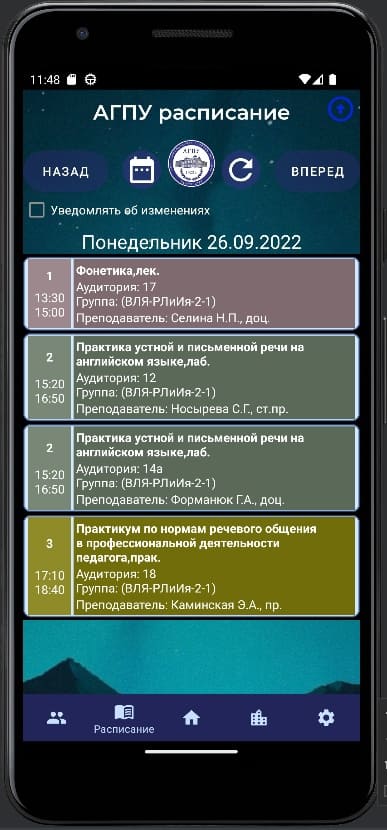 11:48
АГПУ расписание
НАЗАД
АГПУ
ВПЕРЕД
Уведомлять об изменениях
Понедельник 26.09.2022
1
13:30
15:00
Фонетика,лек.
Аудитория: 17
Группа: (ВЛЯ-РЛиИя-2-1)
Преподаватель: Селина Н.П., доц.
2
15:20
16:50
Практика устной и письменной речи на
английском языке,лаб.
Аудитория: 12
Группа: (ВЛЯ-РЛиИя-2-1)
Преподаватель: Носырева С.Г., ст.пр.
2
15:20
16:50
Практика устной и письменной речи на
английском языке,лаб.
Аудитория: 14а
Группа: (ВЛЯ-РЛиИя-2-1)
Преподаватель: Форманюк Г.А., доц.
3
17:10
18:40
Практикум по нормам речевого общения
в профессиональной деятельности
педагога,прак.
Аудитория: 18
Группа: (ВЛЯ-РЛиИя-2-1)
Преподаватель: Каминская Э.А., пр.
Расписание